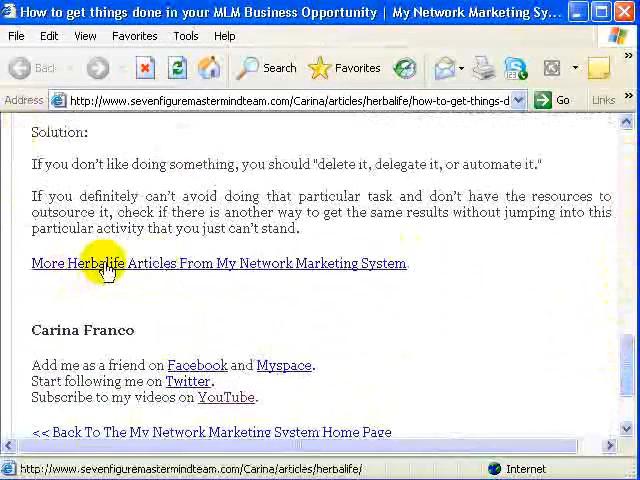 How to get things done in your MLM Business Opportunity | My Network Marketing Sy...
File Edit View Favorites Tools Help
Back Search Favorites
Address http://www.sevenfiguremastermindteam.com/Carina/articles/herbalife/how-to-get-things-d Go Links
Solution:
If you don't like doing something, you should "delete it, delegate it, or automate it."
If you definitely can't avoid doing that particular task and don't have the resources to
outsource it, check if there is another way to get the same results without jumping into this
particular activity that you just can't stand.
More Herbalife Articles From My Network Marketing System.
Carina Franco
Add me as a friend on Facebook and Myspace.
Start following me on Twitter.
Subscribe to my videos on YouTube.
<< Back To The My Network Marketing System Home Page
http://www.sevenfiguremastermindteam.com/Carina/articles/herbalife/ Internet